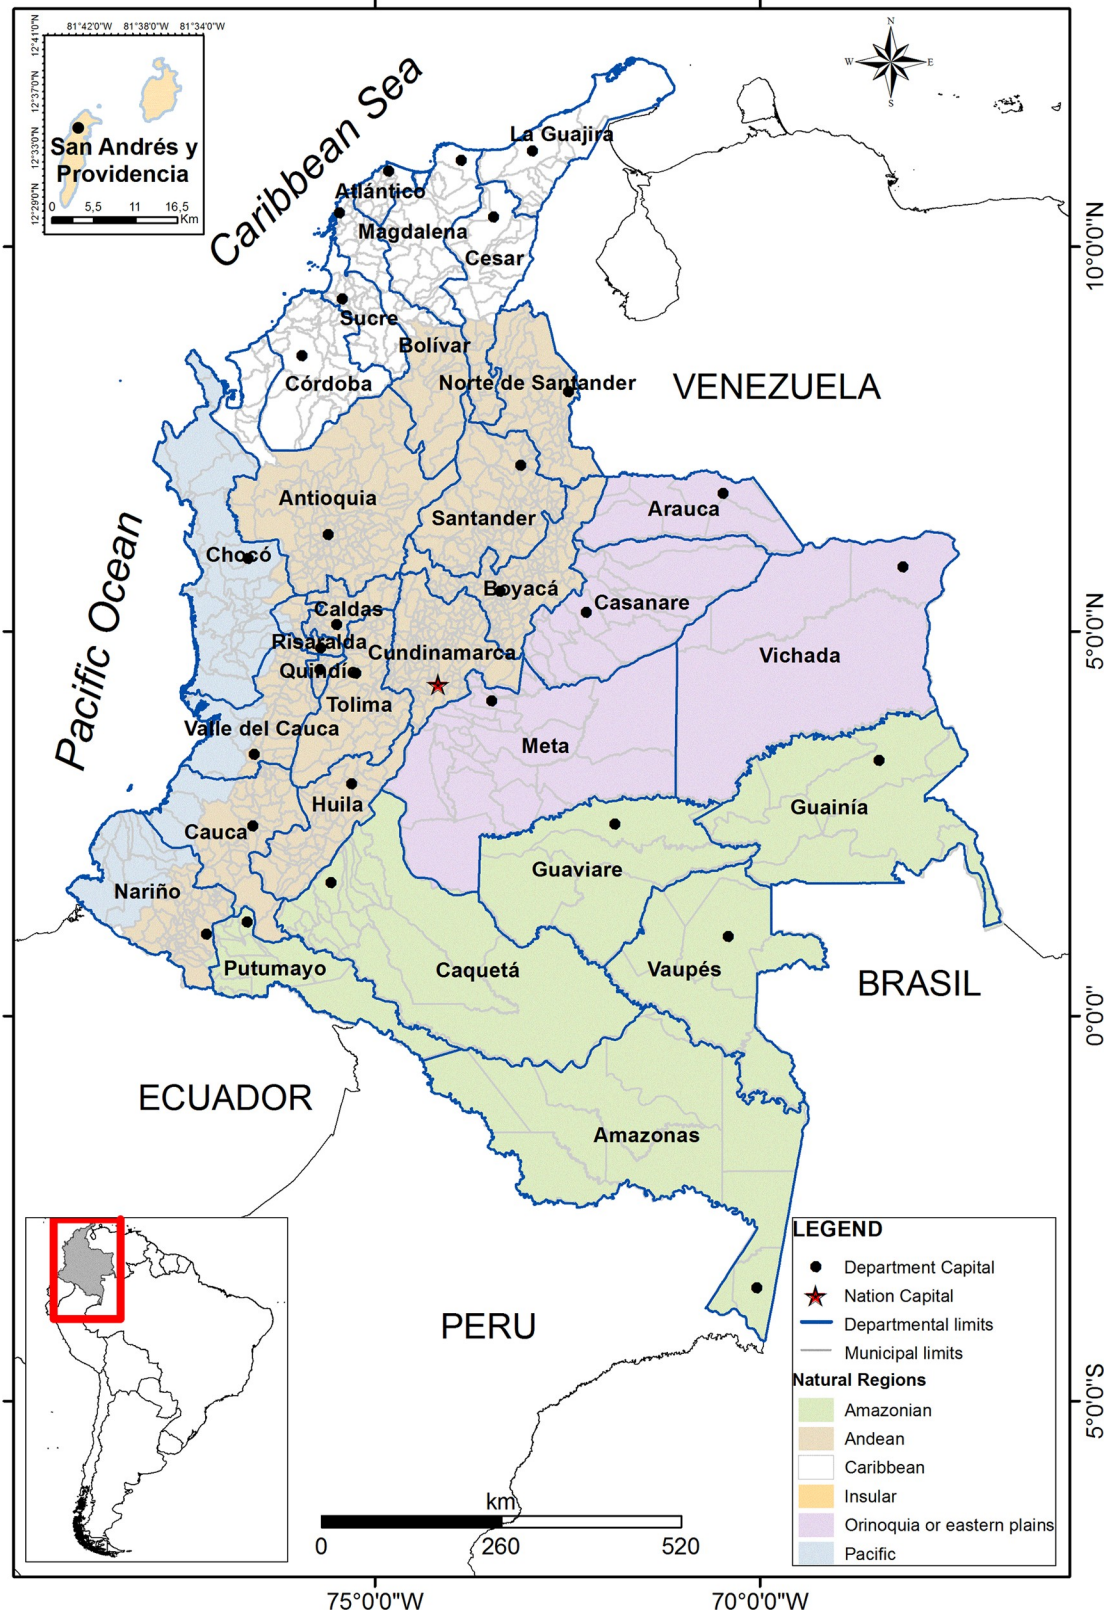 81°42'0"W 81°38'0"W 81°34'0"W
12°41'0"N
12°37'0"N
12°33'0"N
12°29'0"N
San Andrés y
Providencia
0 5,5 11 16,5
Km
N
W E
S
Caribbean Sea
La Guajira
Atlántico
Magdalena
Cesar
10°0'0"N
Sucre
Bolívar
Córdoba
Norte de Santander
VENEZUELA
Antioquia
Santander
Arauca
Pacific Ocean
Chocó
Boyacá
Caldas
Casanare
5°0'0"N
Risaralda
Cundinamarca
Vichada
Quindío
Tolima
Valle del Cauca
Meta
Huila
Guainía
Cauca
Guaviare
Nariño
Putumayo
Caquetá
Vaupés
BRASIL
0°0'0"
ECUADOR
Amazonas
PERU
LEGEND
Department Capital
Nation Capital
Departmental limits
Municipal limits
Natural Regions
Amazonian
Andean
Caribbean
Insular
Orinoquia or eastern plains
Pacific
5°0'0"S
km
0 260 520
75°0'0"W 70°0'0"W